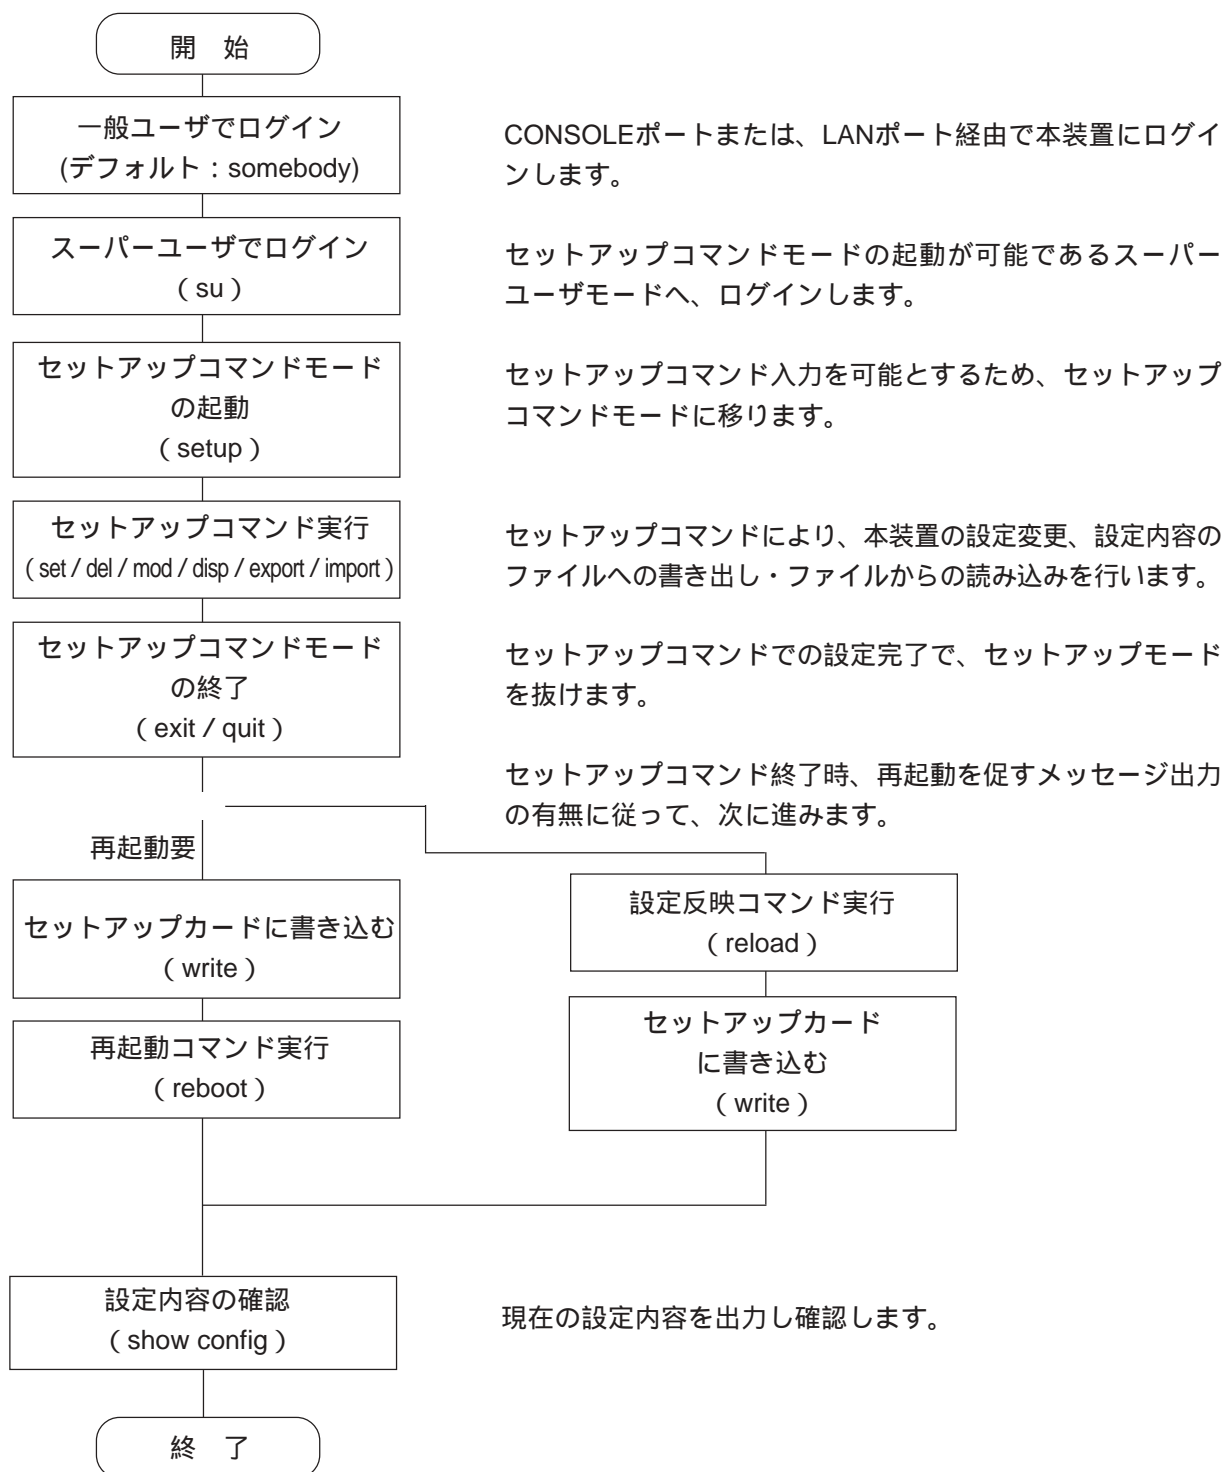 開　始
一般ユーザでログイン
(デフォルト：somebody)
CONSOLEポートまたは、LANポート経由で本装置にログイ
ンします。
スーパーユーザでログイン
（su）
セットアップコマンドモードの起動が可能であるスーパー
ユーザモードへ、ログインします。
セットアップコマンドモード
の起動
（setup）
セットアップコマンド入力を可能とするため、セットアップ
コマンドモードに移ります。
セットアップコマンド実行
（set / del / mod / disp / export / import）
セットアップコマンドにより、本装置の設定変更、設定内容の
ファイルへの書き出し・ファイルからの読み込みを行います。
セットアップコマンドモード
の終了
（exit / quit）
セットアップコマンドでの設定完了で、セットアップモード
を抜けます。
セットアップコマンド終了時、再起動を促すメッセージ出力
の有無に従って、次に進みます。
再起動要
セットアップカードに書き込む
（write）
再起動コマンド実行
（reboot）
設定反映コマンド実行
（reload）
セットアップカード
に書き込む
（write）
設定内容の確認
（show config）
現在の設定内容を出力し確認します。
終　了